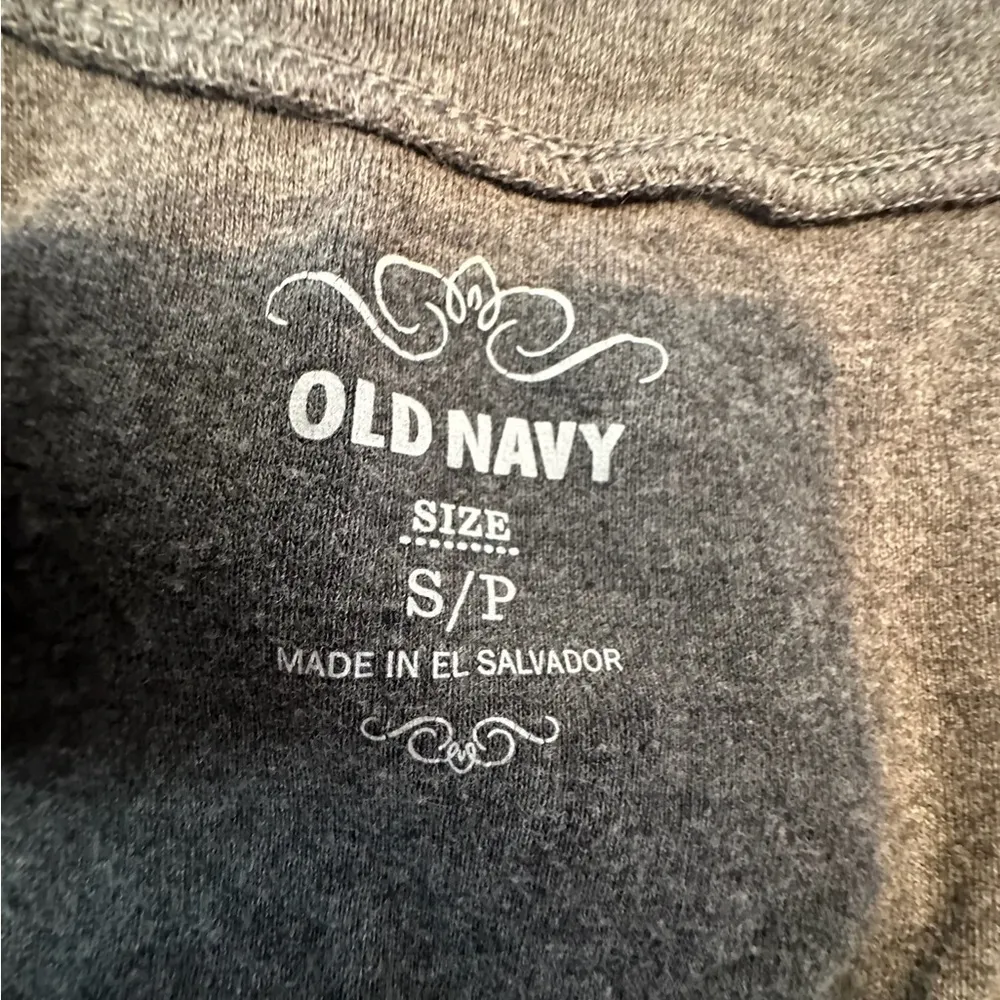 OLD NAVY
SIZE
S/P
MADE IN EL SALVADOR